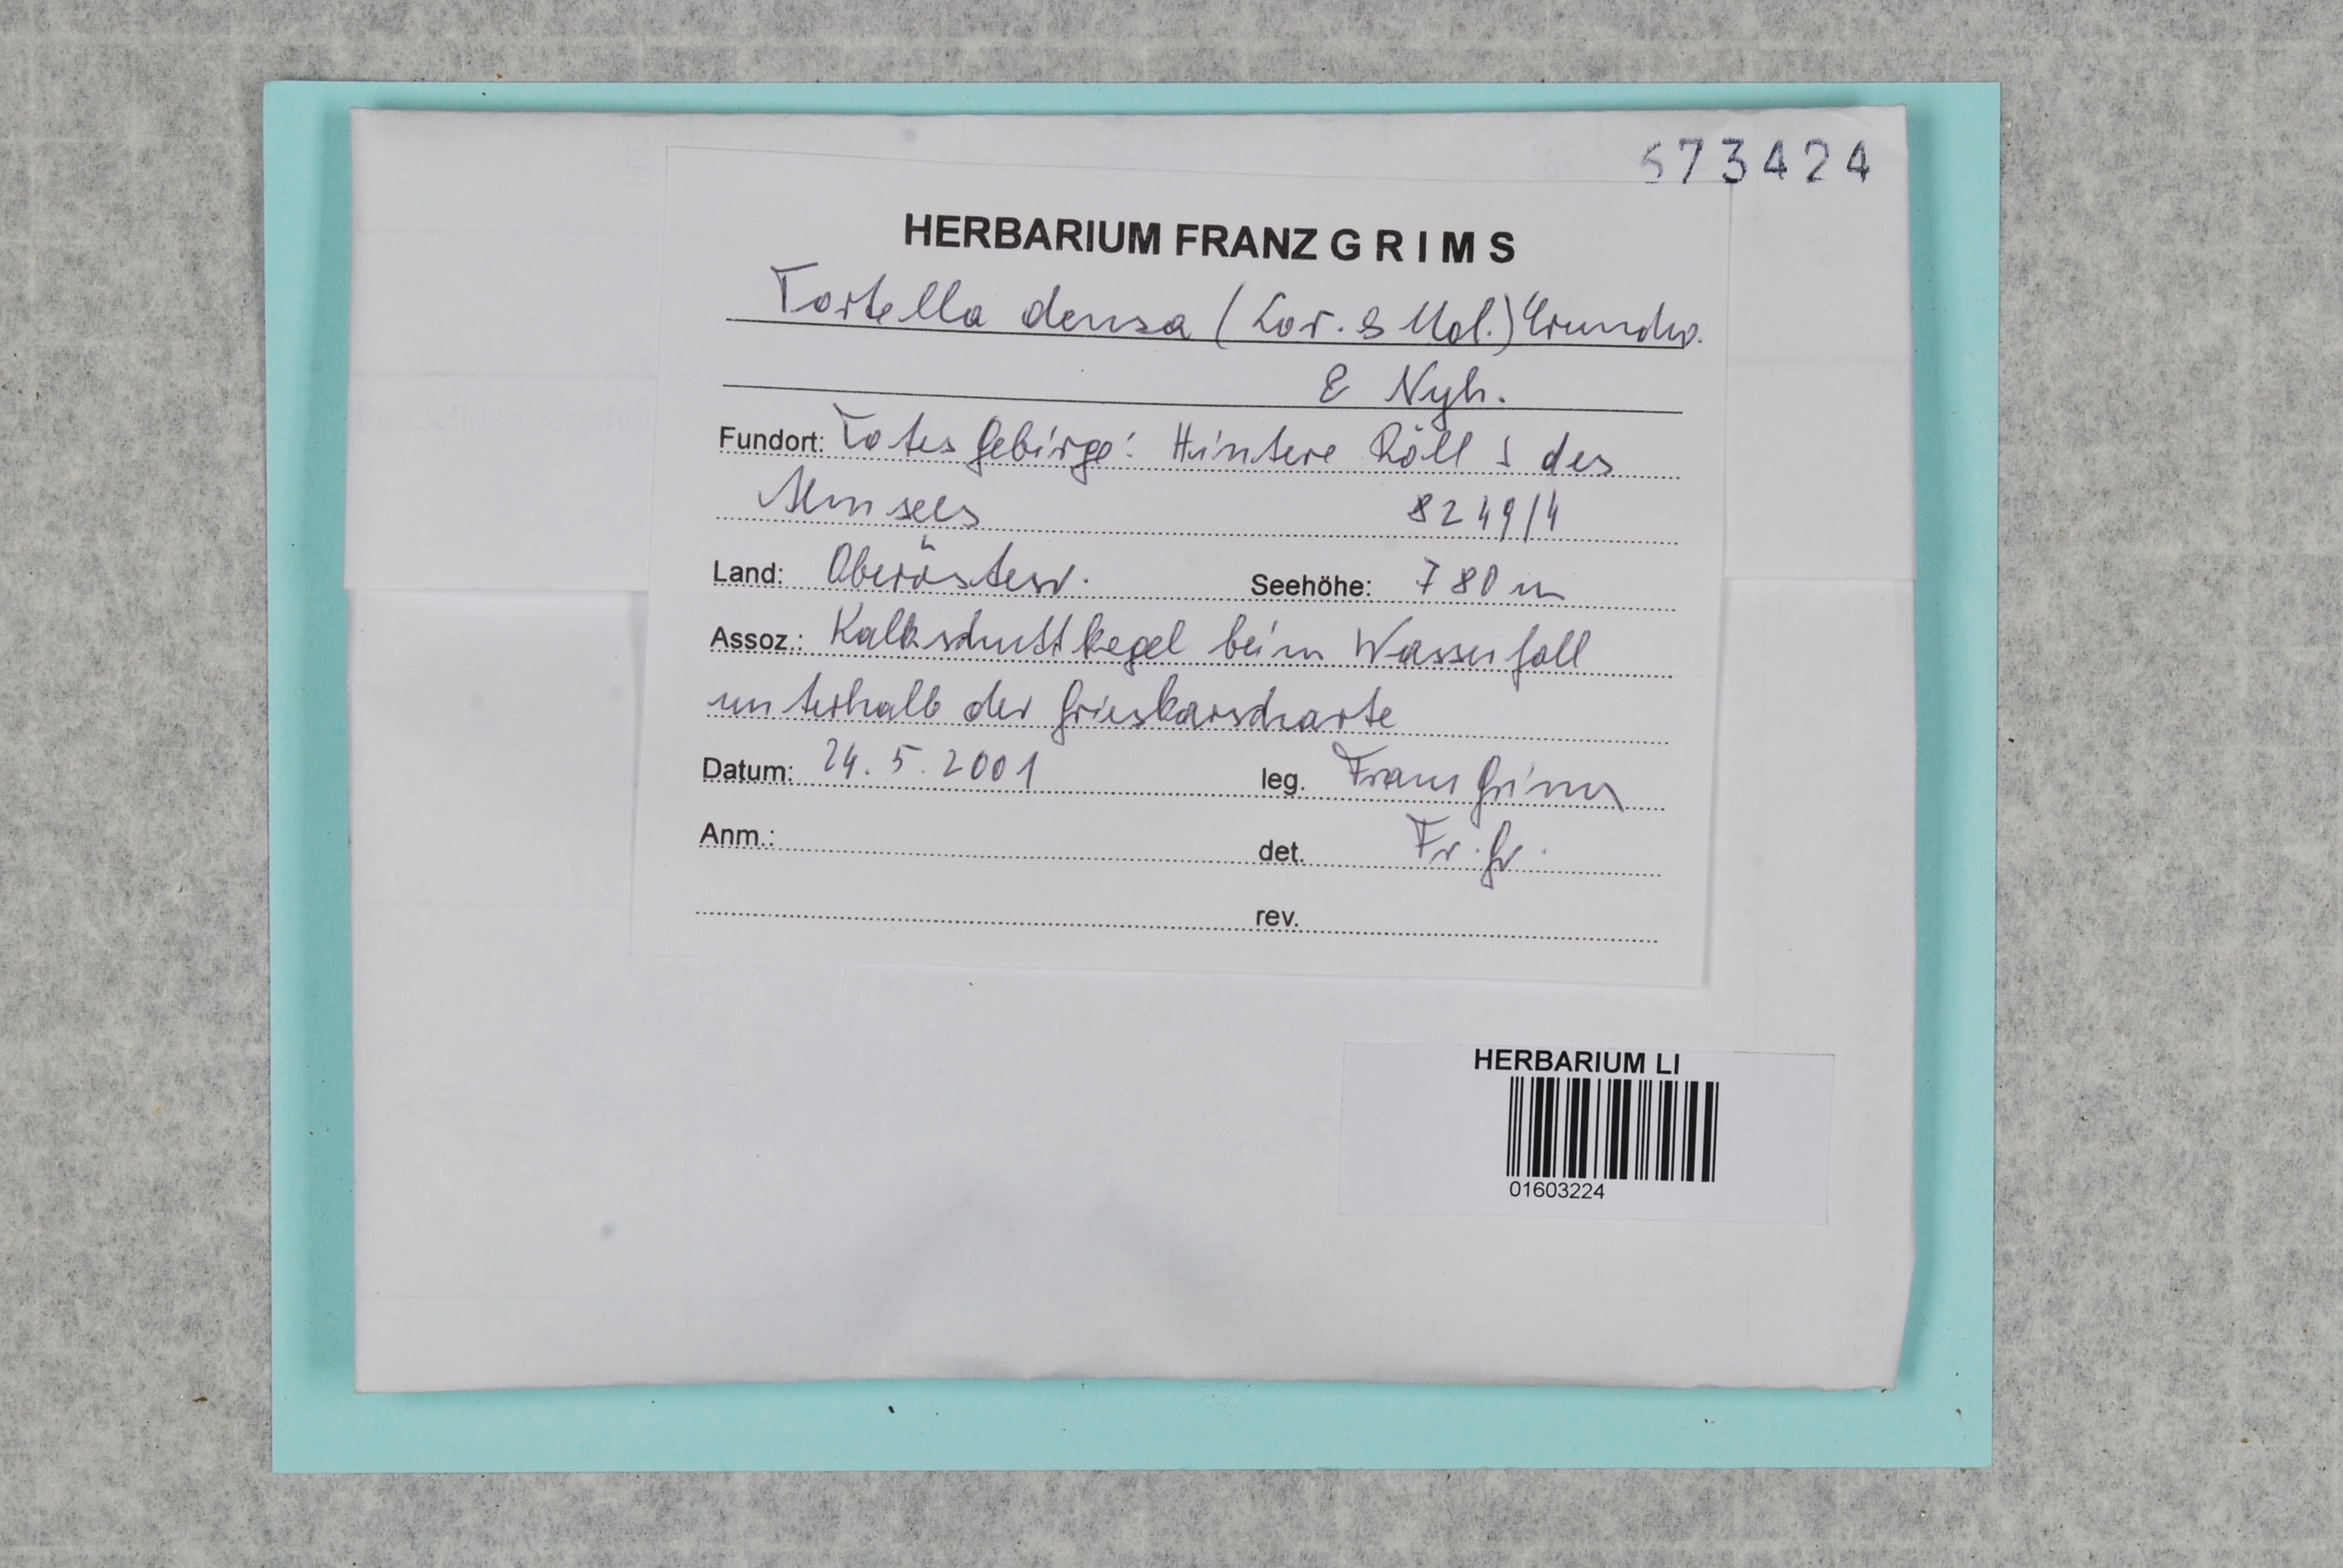 573424
HERBARIUM FRANZ G R I M S
Tortella densa (Lor. & Mol.) Crundw.
& Nyh.
Fundort: Totes Gebirge: Hintere Röll S des
Almsees 8249/4
Land: Oberösterr. Seehöhe: 780 m
Assoz.: Kalkschuttkegel beim Wasserfall
unterhalb der Grieskarscharte
Datum: 24. 5. 2001 leg. Franz Grims
Anm.: det. Fr. Gr.
rev.
HERBARIUM LI
01603224